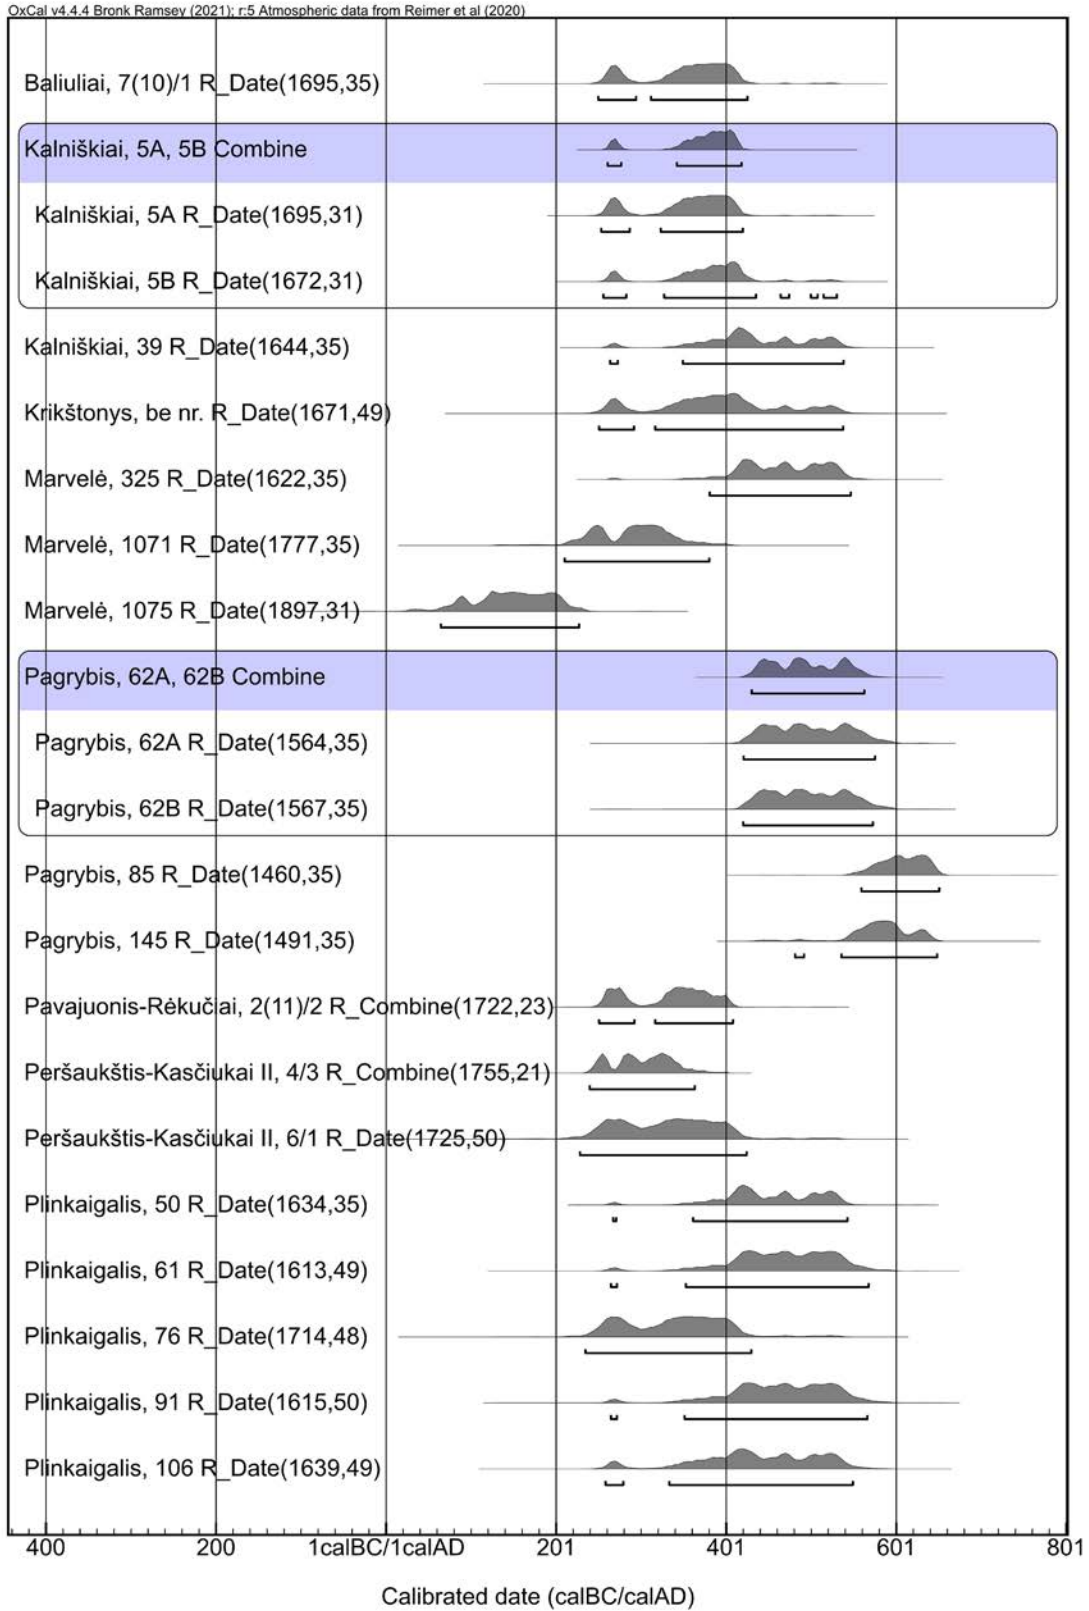 OxCal v4.4.4 Bronk Ramsey (2021); r:5 Atmospheric data from Reimer et al (2020)
Baliuliai, 7(10)/1 R_Date(1695,35)
Kalniškiai, 5A, 5B Combine
Kalniškiai, 5A R_Date(1695,31)
Kalniškiai, 5B R_Date(1672,31)
Kalniškiai, 39 R_Date(1644,35)
Krikštonys, be nr. R_Date(1671,49)
Marvelė, 325 R_Date(1622,35)
Marvelė, 1071 R_Date(1777,35)
Marvelė, 1075 R_Date(1897,31)
Pagrybis, 62A, 62B Combine
Pagrybis, 62A R_Date(1564,35)
Pagrybis, 62B R_Date(1567,35)
Pagrybis, 85 R_Date(1460,35)
Pagrybis, 145 R_Date(1491,35)
Pavajuonis-Rėkučiai, 2(11)/2 R_Combine(1722,23)
Peršaukštis-Kasčiukai II, 4/3 R_Combine(1755,21)
Peršaukštis-Kasčiukai II, 6/1 R_Date(1725,50)
Plinkaigalis, 50 R_Date(1634,35)
Plinkaigalis, 61 R_Date(1613,49)
Plinkaigalis, 76 R_Date(1714,48)
Plinkaigalis, 91 R_Date(1615,50)
Plinkaigalis, 106 R_Date(1639,49)
400 200 1calBC/1calAD 201 401 601 801
Calibrated date (calBC/calAD)